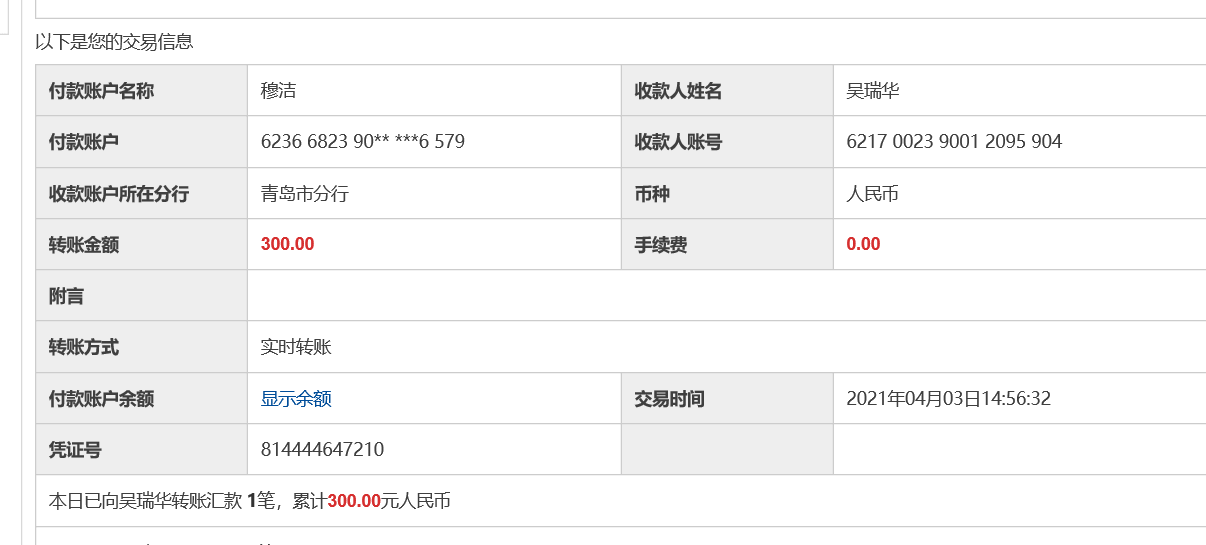 以下是您的交易信息
付款账户名称 穆洁 收款人姓名 吴瑞华
付款账户 6236 6823 90** ***6 579 收款人账号 6217 0023 9001 2095 904
收款账户所在分行 青岛市分行 币种 人民币
转账金额 300.00 手续费 0.00
附言
转账方式 实时转账
付款账户余额 显示余额 交易时间 2021年04月03日14:56:32
凭证号 814444647210
本日已向吴瑞华转账汇款 1笔，累计300.00元人民币